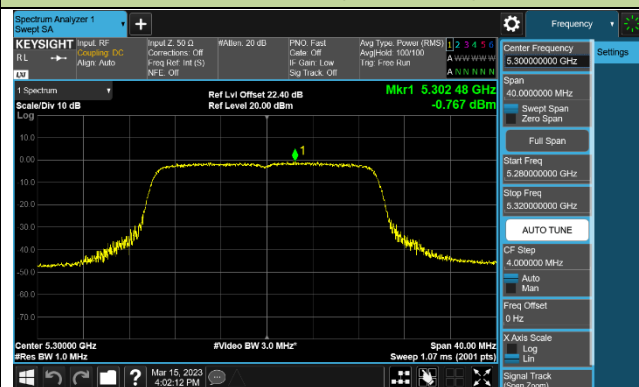 Spectrum Analyzer 1
Swept SA
Frequency
KEYSIGHT
RL
LXI
Input: RF
Coupling: DC
Align: Auto
Input Z: 50 Ω
Corrections: Off
Freq Ref: Int (S)
NFE: Off
#Atten: 20 dB
PNO: Fast
Gate: Off
IF Gain: Low
Sig Track: Off
Avg Type: Power (RMS)
Avg|Hold: 100/100
Trig: Free Run
1 2 3 4 5 6
A W W W W W
A N N N N N
1 Spectrum
Scale/Div 10 dB
Log
Ref Lvl Offset 22.40 dB
Ref Level 20.00 dBm
Mkr1 5.302 48 GHz
-0.767 dBm
1
10.0
0.00
-10.0
-20.0
-30.0
-40.0
-50.0
-60.0
-70.0
Center 5.30000 GHz
#Res BW 1.0 MHz
#Video BW 3.0 MHz*
Span 40.00 MHz
Sweep 1.07 ms (2001 pts)
Center Frequency
5.300000000 GHz
Settings
Span
40.0000000 MHz
Swept Span
Zero Span
Full Span
Start Freq
5.280000000 GHz
Stop Freq
5.320000000 GHz
AUTO TUNE
CF Step
4.000000 MHz
Auto
Man
Freq Offset
0 Hz
X Axis Scale
Log
Lin
Signal Track
(Span Zoom)
Mar 15, 2023
4:02:12 PM